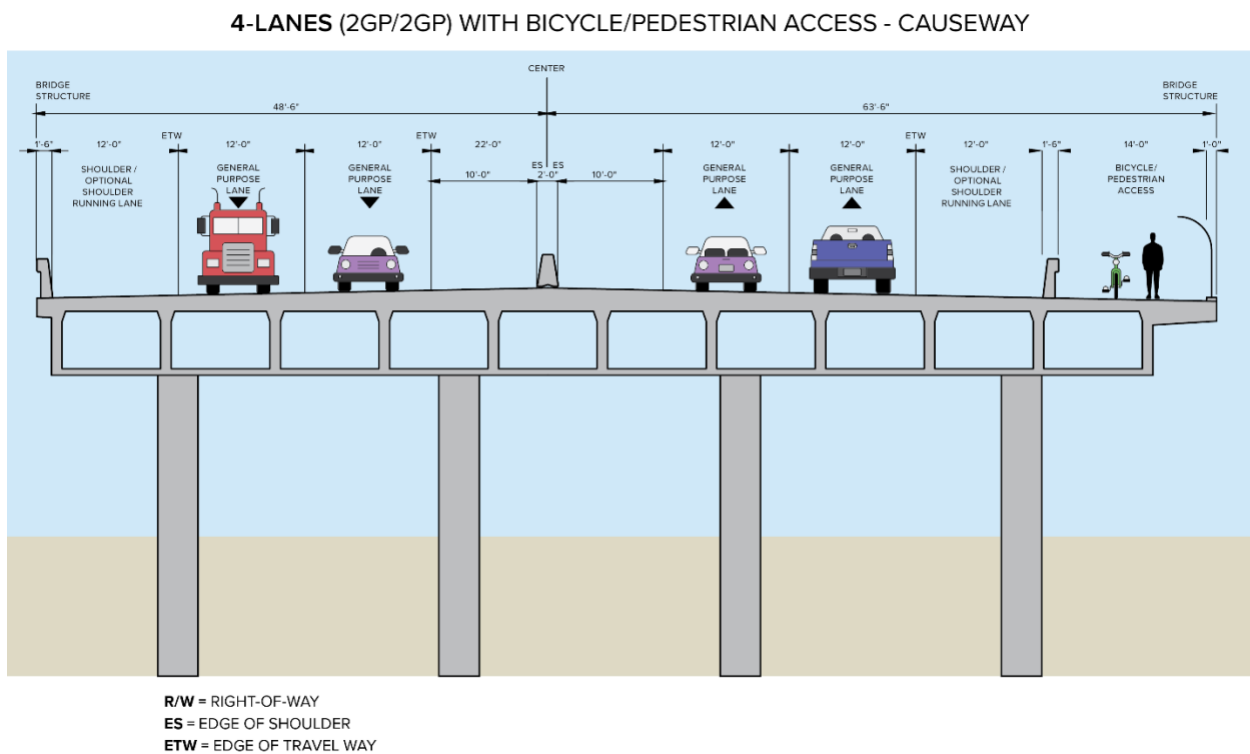 4-LANES (2GP/2GP) WITH BICYCLE/PEDESTRIAN ACCESS - CAUSEWAY
CENTER
BRIDGE
STRUCTURE
BRIDGE
STRUCTURE
48'-6"
63'-6"
ETW
ETW
ETW
1'-6"
12'-0"
12'-0"
12'-0"
22'-0"
12'-0"
12'-0"
12'-0"
1'-6"
14'-0"
1'-0"
SHOULDER /
OPTIONAL
SHOULDER
RUNNING LANE
GENERAL
PURPOSE
LANE
GENERAL
PURPOSE
LANE
10'-0"
ES
ES
2'-0"
10'-0"
GENERAL
PURPOSE
LANE
GENERAL
PURPOSE
LANE
SHOULDER /
OPTIONAL
SHOULDER
RUNNING LANE
BICYCLE/
PEDESTRIAN
ACCESS
R/W = RIGHT-OF-WAY
ES = EDGE OF SHOULDER
ETW = EDGE OF TRAVEL WAY